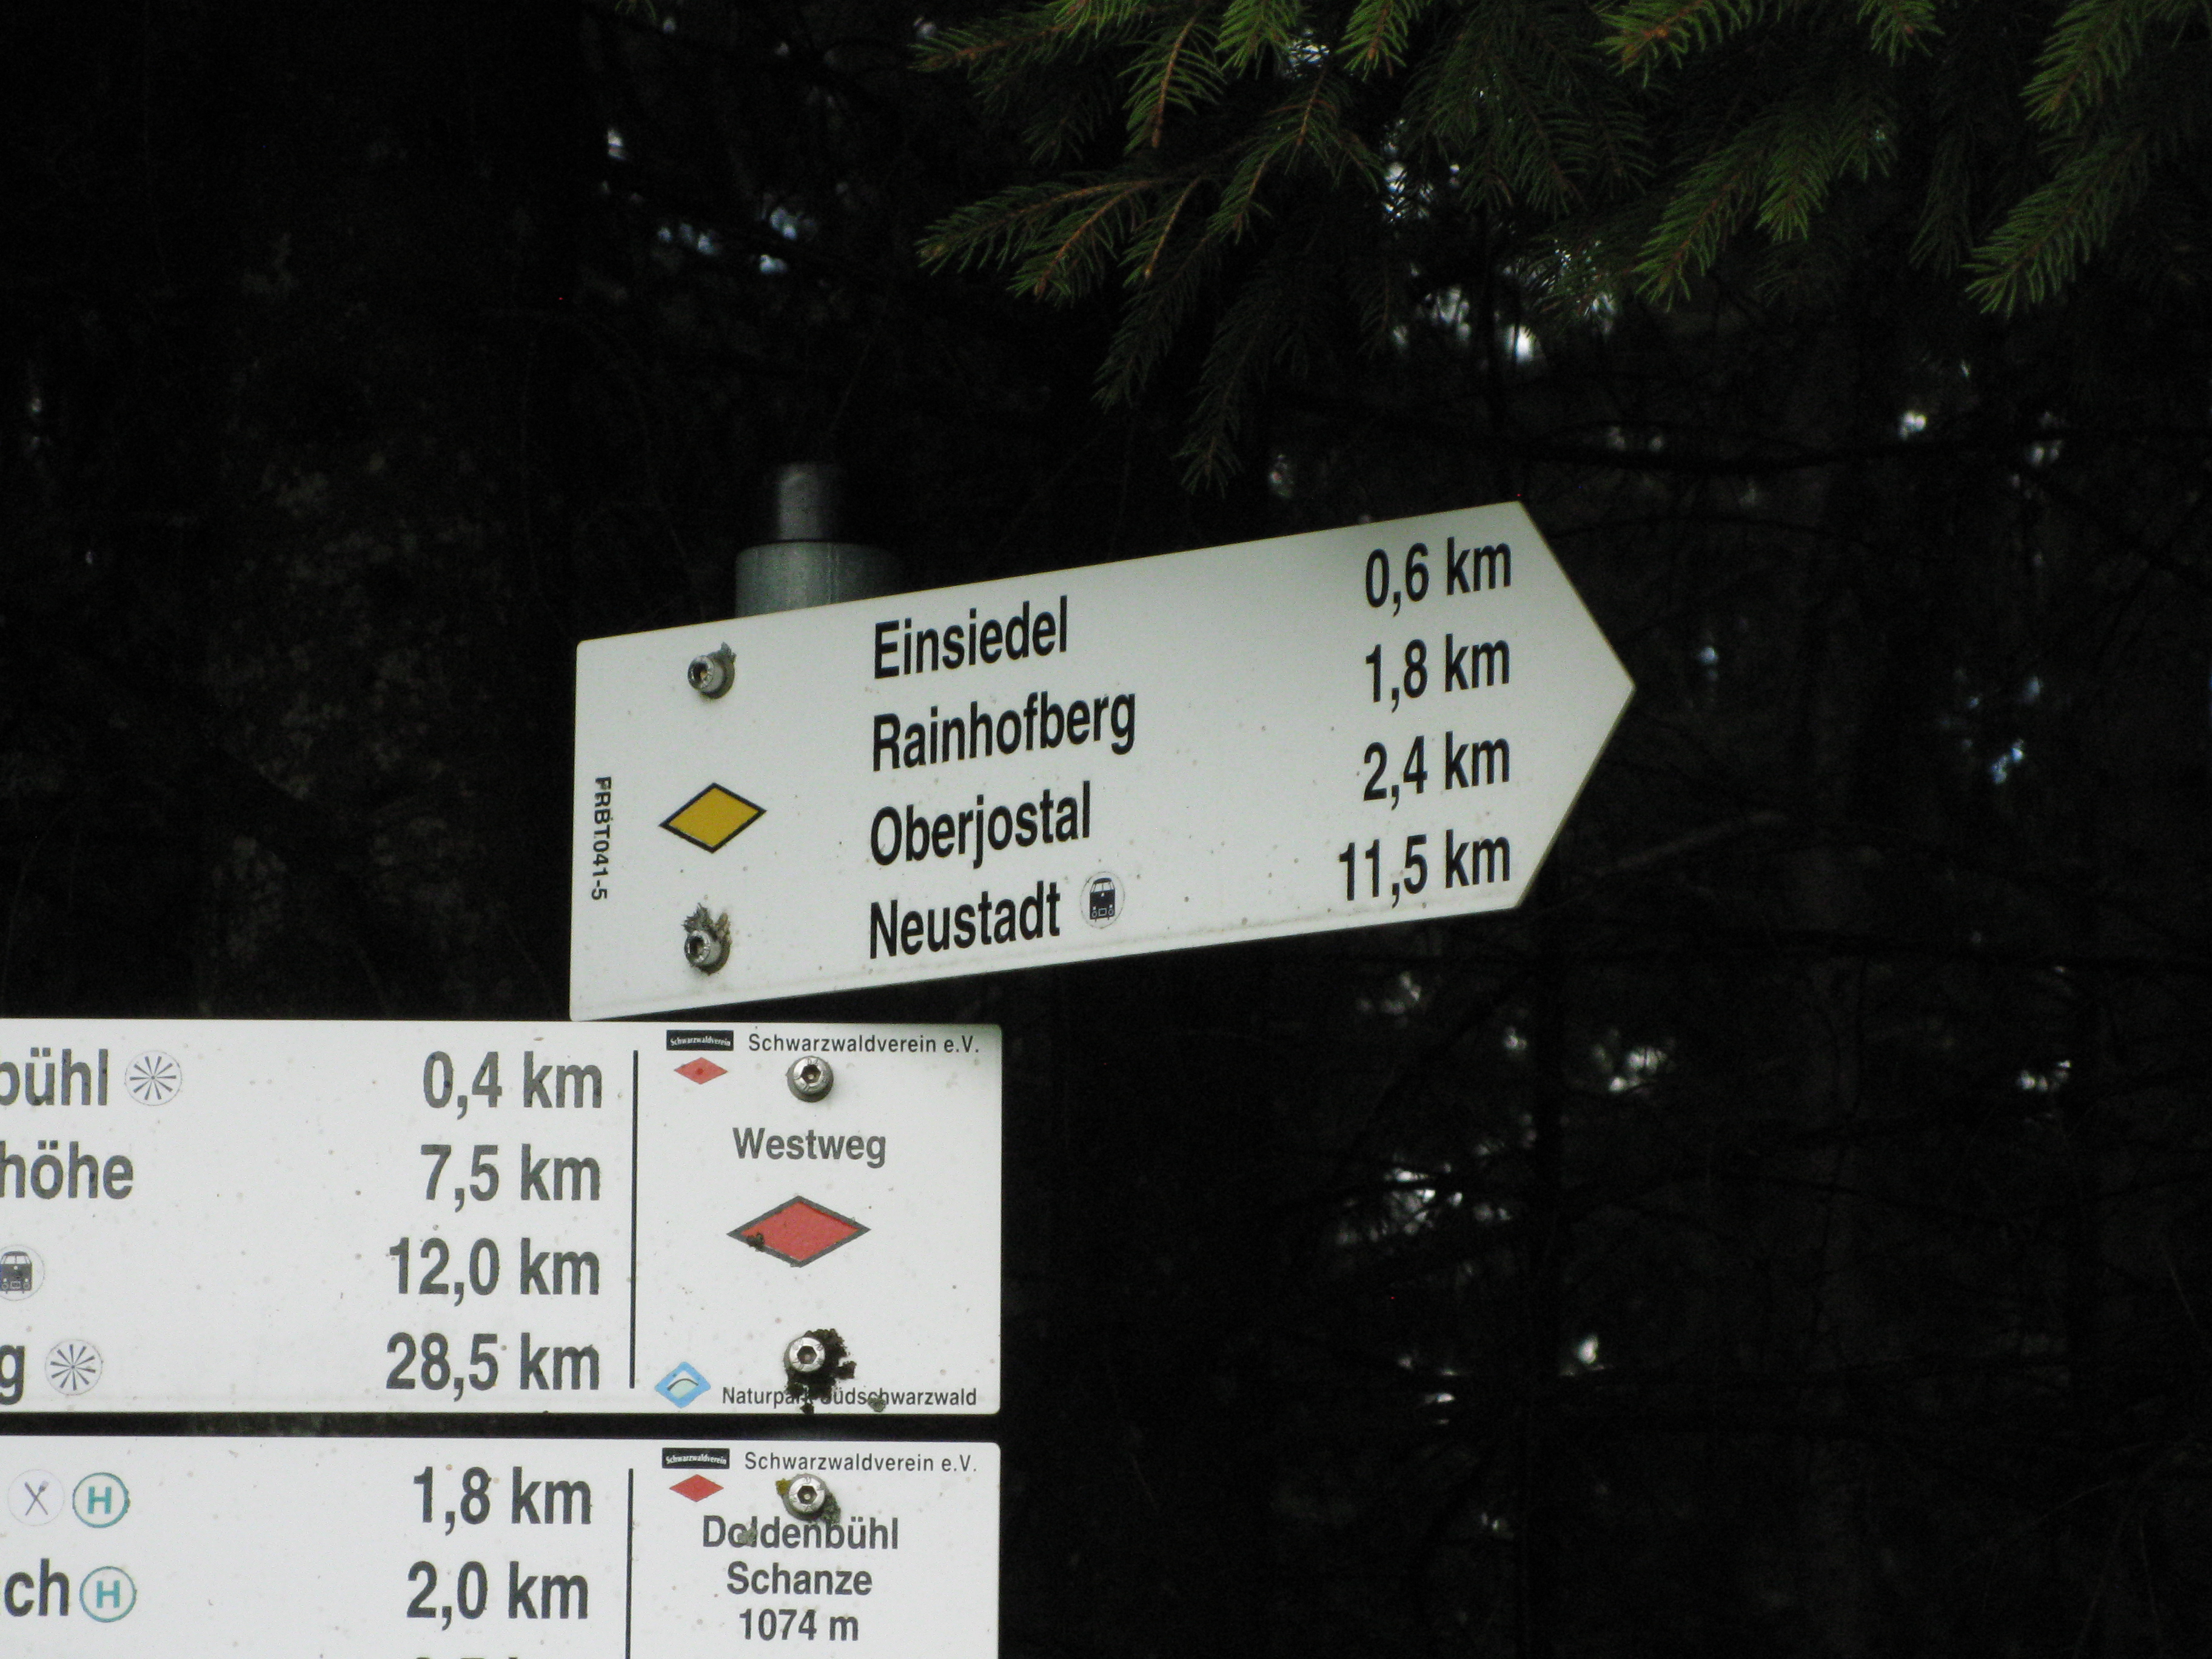 Einsiedel 0,6 km
Rainhofberg 1,8 km
Oberjostal 2,4 km
Neustadt 11,5 km
FRBT041-5
bühl 0,4 km
höhe 7,5 km
12,0 km
g 28,5 km
Schwarzwaldverein Schwarzwaldverein e.V.
Westweg
Naturpark Südschwarzwald
H 1,8 km
ch H 2,0 km
Schwarzwaldverein Schwarzwaldverein e.V.
Doldenbühl
Schanze
1074 m